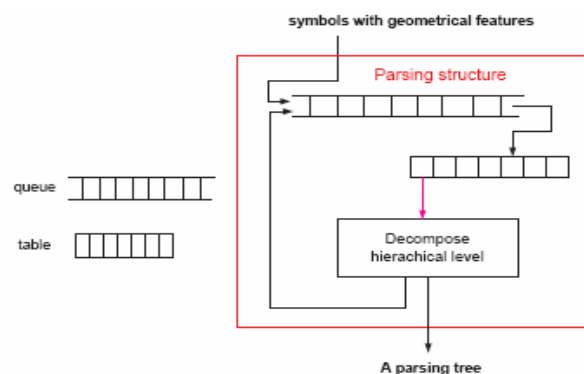 symbols with geometrical features
Parsing structure
queue
table
Decompose
hierachical level
A parsing tree